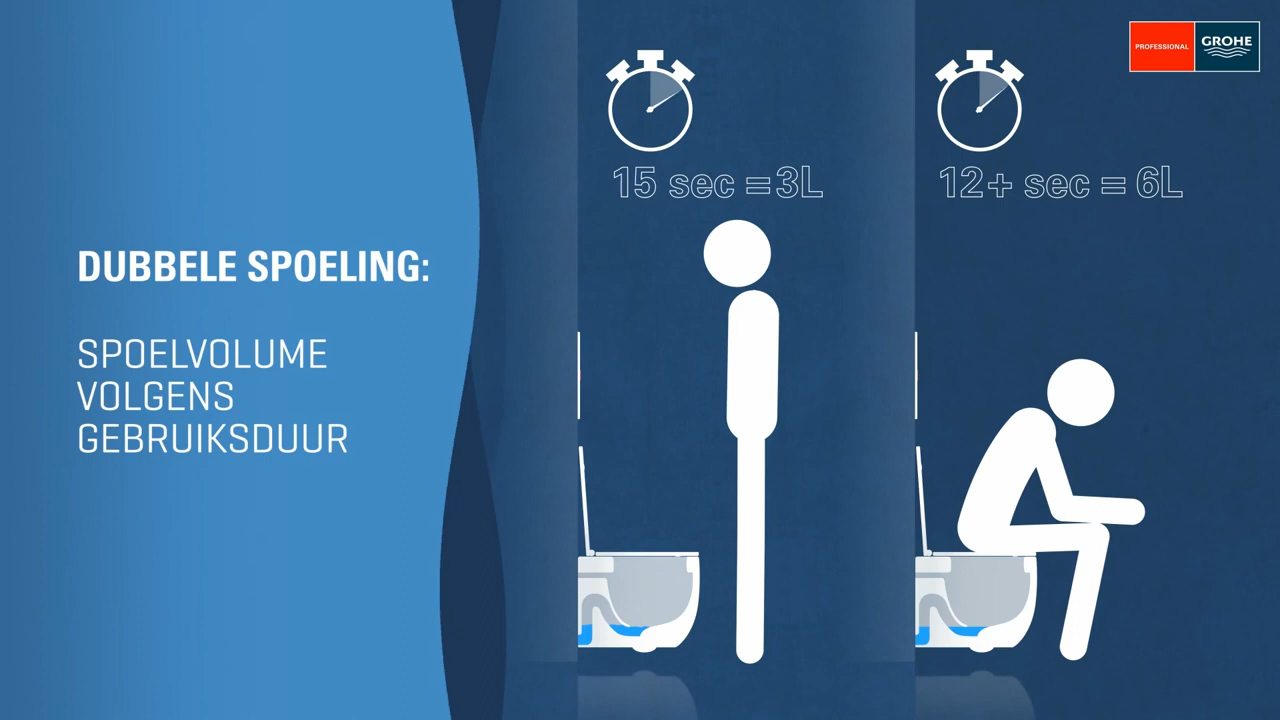 PROFESSIONAL
GROHE
15 sec = 3L
12+ sec = 6L
DUBBELE SPOELING:
SPOELVOLUME
VOLGENS
GEBRUIKSDUUR